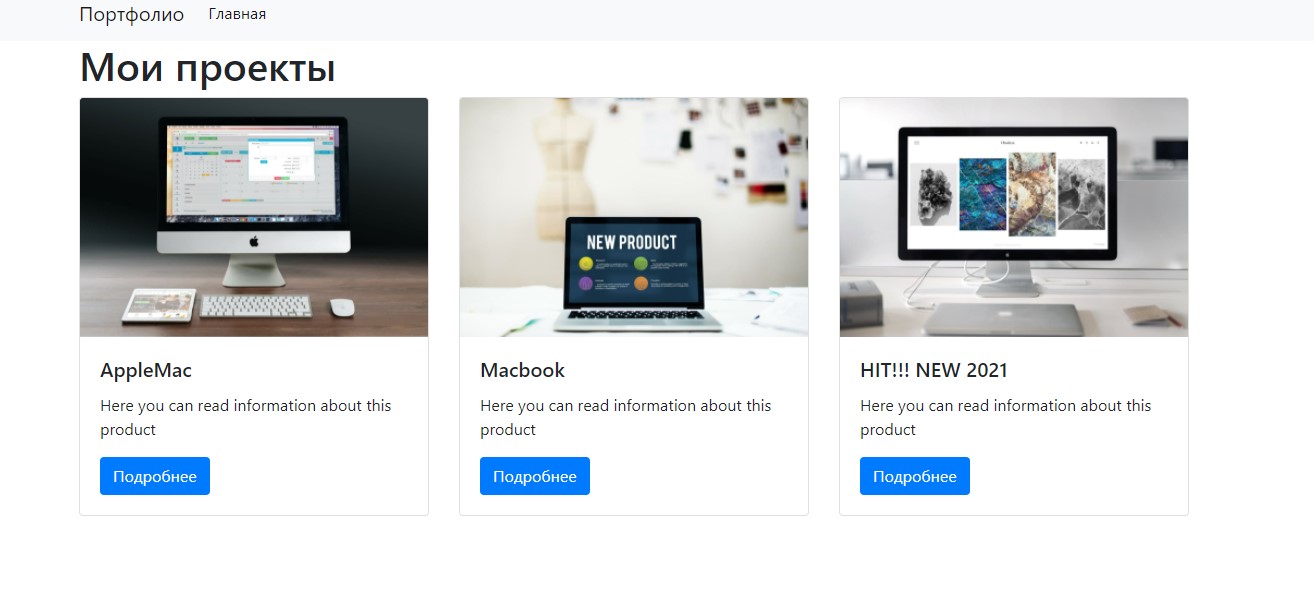 Портфолио Главная
Мои проекты
NEW PRODUCT
AppleMac
Here you can read information about this
product
Подробнее
Macbook
Here you can read information about this
product
Подробнее
HIT!!! NEW 2021
Here you can read information about this
product
Подробнее